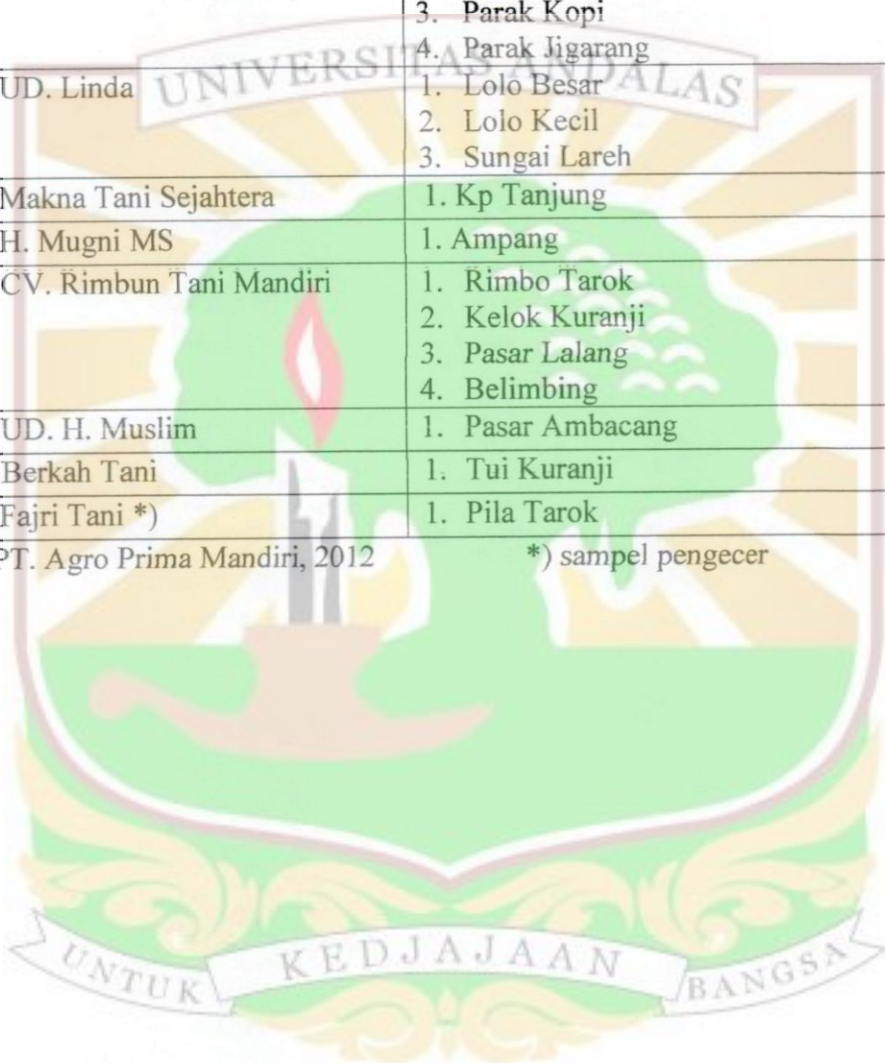 3. Parak Kopi
4. Parak Jigarang
UNIVERSITAS ANDALAS
UD. Linda 1. Lolo Besar
2. Lolo Kecil
3. Sungai Lareh
Makna Tani Sejahtera 1. Kp Tanjung
H. Mugni MS 1. Ampang
CV. Rimbun Tani Mandiri 1. Rimbo Tarok
2. Kelok Kuranji
3. Pasar Lalang
4. Belimbing
UD. H. Muslim 1. Pasar Ambacang
Berkah Tani 1. Tui Kuranji
Fajri Tani *) 1. Pila Tarok
PT. Agro Prima Mandiri, 2012 *) sampel pengecer
UNTUK KEDJAJAAN BANGSA